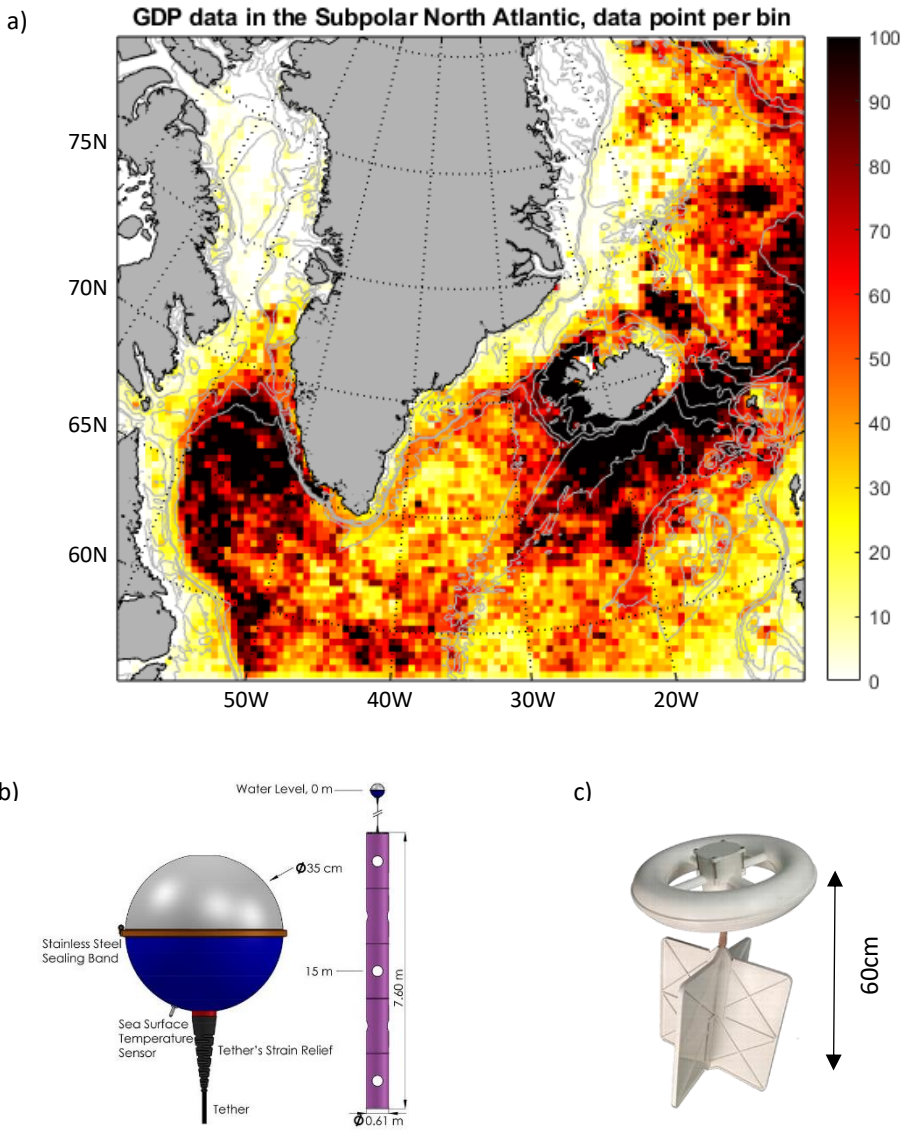 a)
GDP data in the Subpolar North Atlantic, data point per bin
75N
70N
65N
60N
50W
40W
30W
20W
100
90
80
70
60
50
40
30
20
10
0
b)
Water Level, 0 m
Ø35 cm
Stainless Steel
Sealing Band
15 m
7.60 m
Sea Surface
Temperature
Sensor
Tether's Strain Relief
Tether
Ø0.61 m
c)
60cm